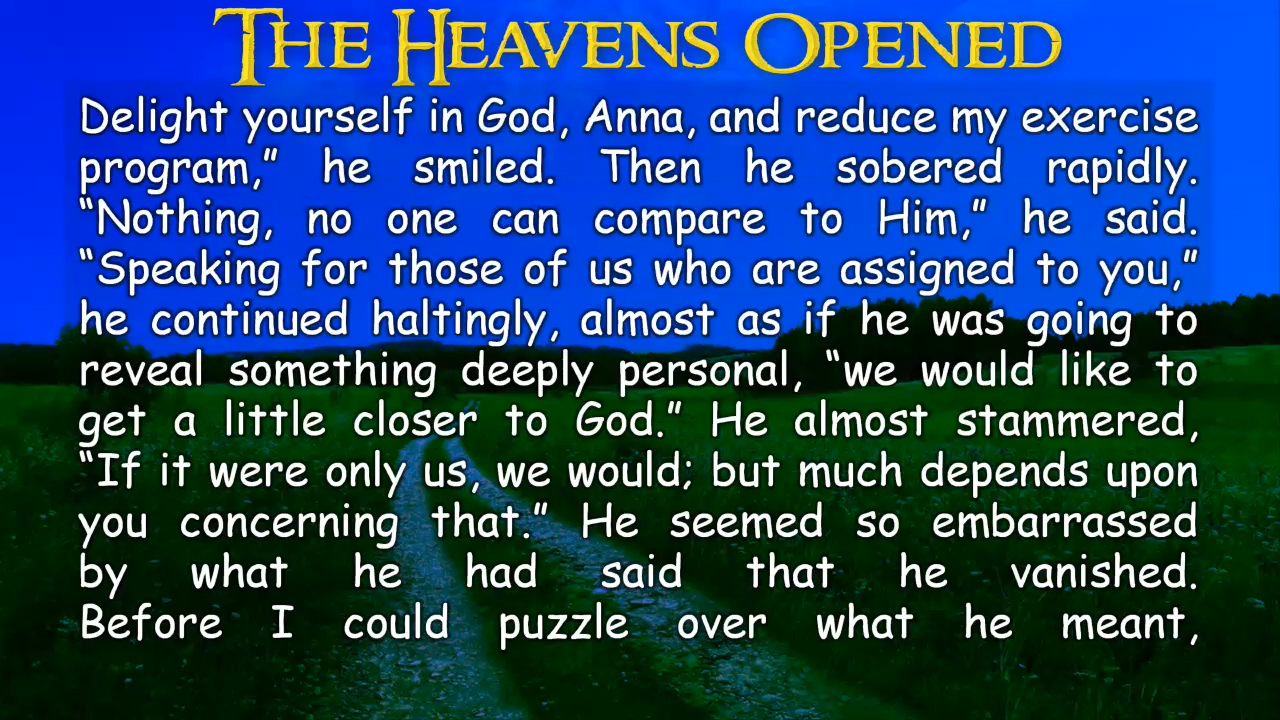 The Heavens Opened
Delight yourself in God, Anna, and reduce my exercise
program,” he smiled. Then he sobered rapidly.
“Nothing, no one can compare to Him,” he said.
“Speaking for those of us who are assigned to you,”
he continued haltingly, almost as if he was going to
reveal something deeply personal, “we would like to
get a little closer to God.” He almost stammered,
“If it were only us, we would; but much depends upon
you concerning that.” He seemed so embarrassed
by what he had said that he vanished.
Before I could puzzle over what he meant,